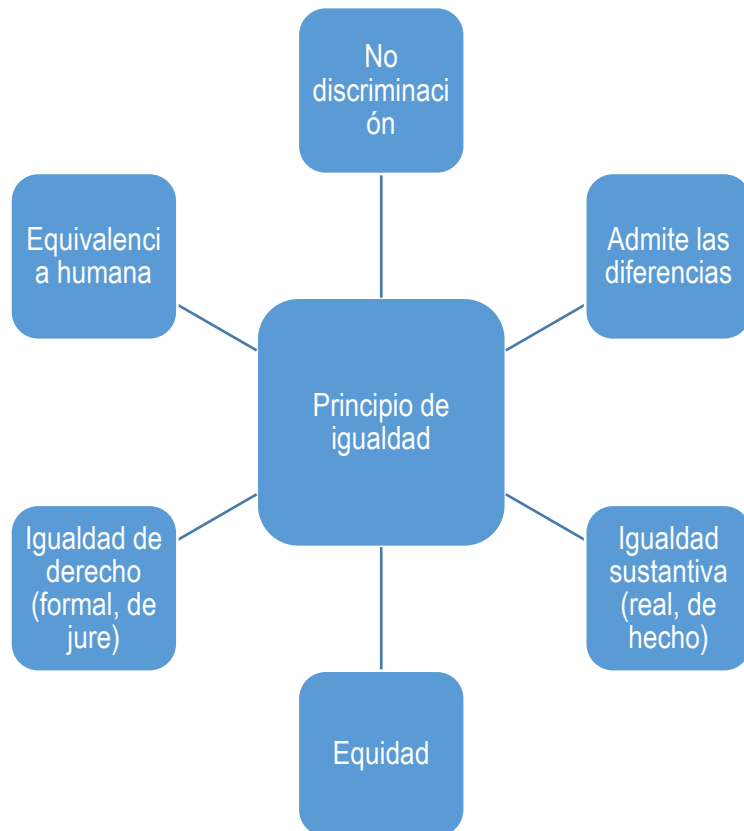 No
discriminaci
ón
Equivalenci
a humana
Admite las
diferencias
Principio de
igualdad
Igualdad de
derecho
(formal, de
jure)
Igualdad
sustantiva
(real, de
hecho)
Equidad